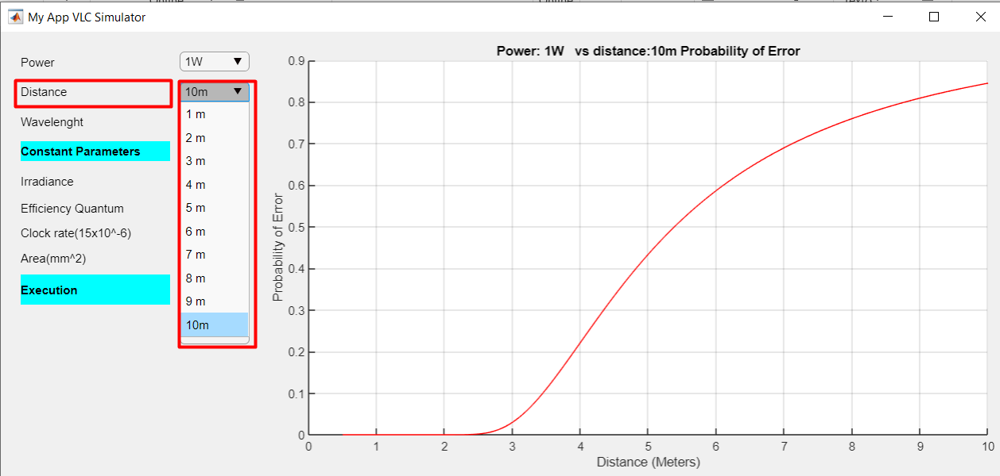 My App VLC Simulator
Power
1W
Distance
10m
1 m
2 m
3 m
4 m
5 m
6 m
7 m
8 m
9 m
10m
Wavelenght
Constant Parameters
Irradiance
Efficiency Quantum
Clock rate(15x10^-6)
Area(mm^2)
Execution
Power: 1W   vs distance:10m Probability of Error
Probability of Error
0.9
0.8
0.7
0.6
0.5
0.4
0.3
0.2
0.1
0
0 1 2 3 4 5 6 7 8 9 10
Distance (Meters)